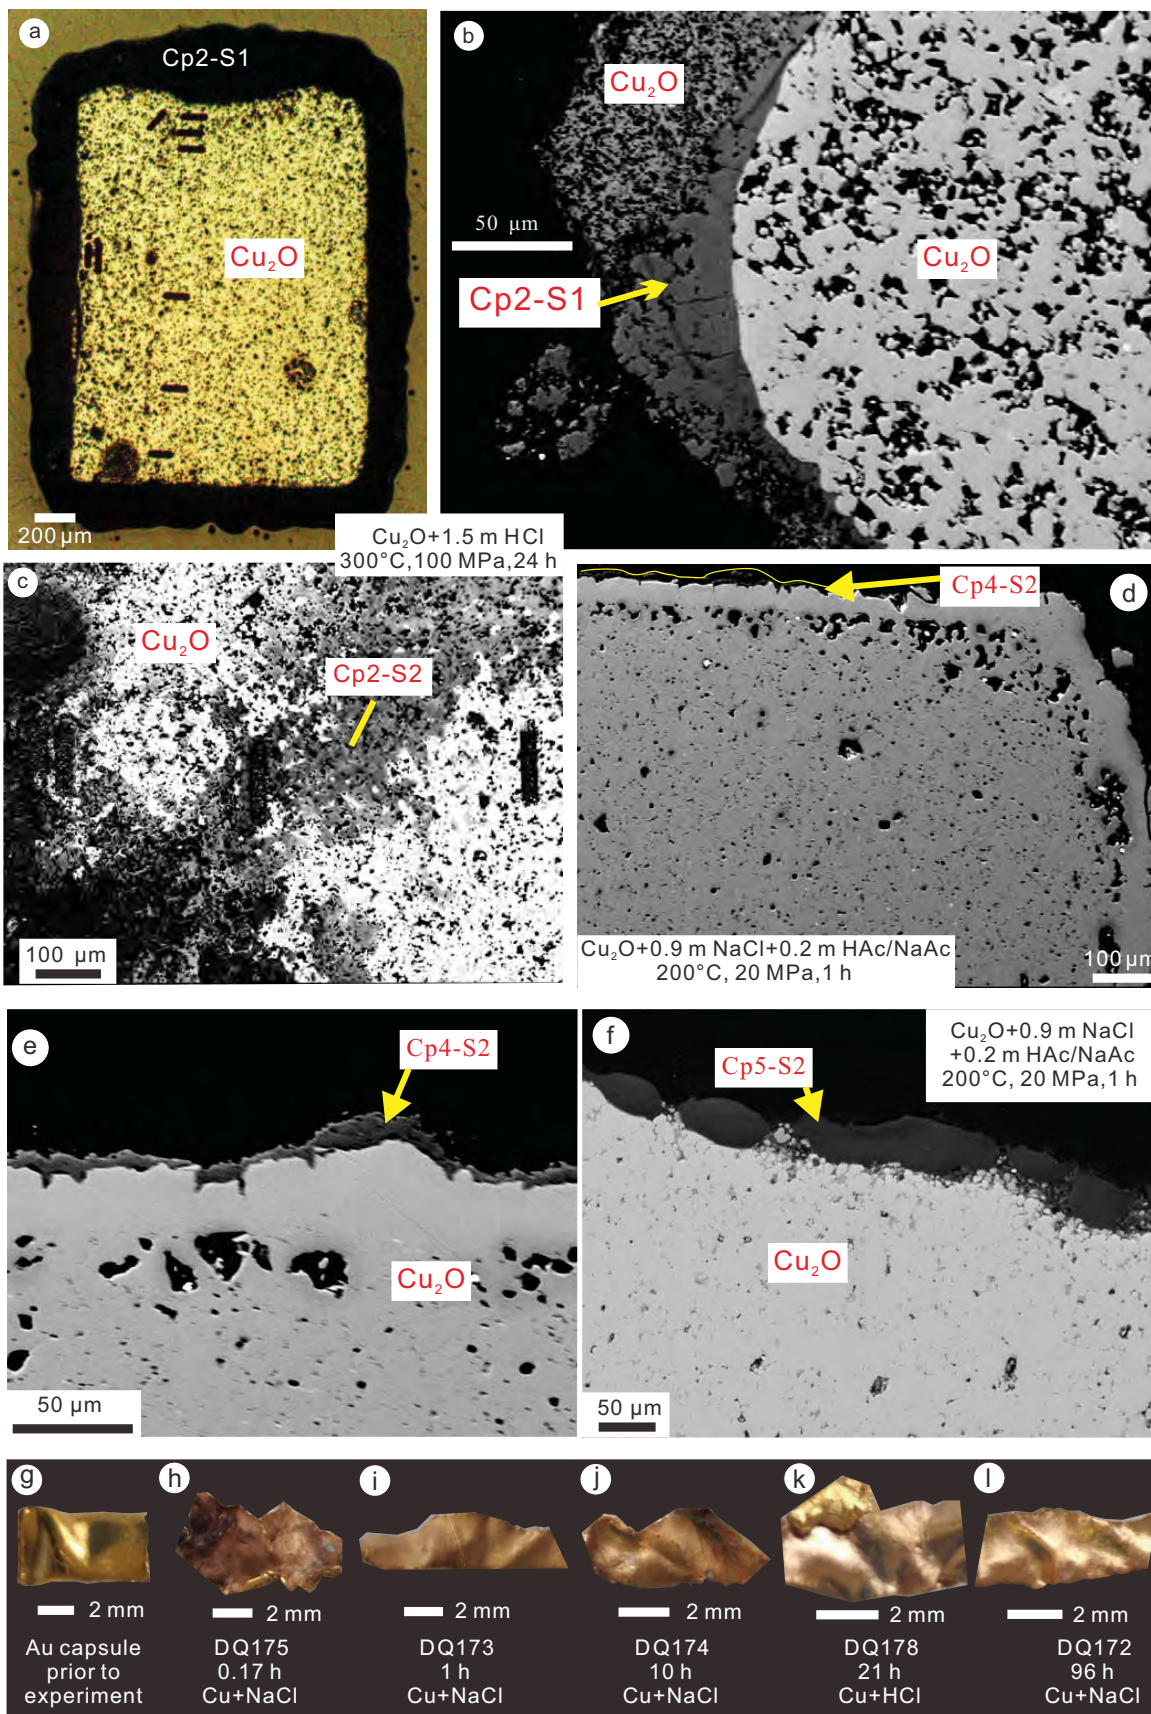 a
Cp2-S1
Cu₂O
200 μm
b
Cu₂O
50 μm
Cp2-S1
Cu₂O
Cu₂O+1.5 m HCl
300°C,100 MPa,24 h
c
Cu₂O
Cp2-S2
100 μm
d
Cp4-S2
Cu₂O+0.9 m NaCl+0.2 m HAc/NaAc
200°C, 20 MPa,1 h
100 μm
e
Cp4-S2
Cu₂O
50 μm
f
Cu₂O+0.9 m NaCl
+0.2 m HAc/NaAc
200°C, 20 MPa,1 h
Cp5-S2
Cu₂O
50 μm
g
2 mm
Au capsule
prior to
experiment
h
2 mm
DQ175
0.17 h
Cu+NaCl
i
2 mm
DQ173
1 h
Cu+NaCl
j
2 mm
DQ174
10 h
Cu+NaCl
k
2 mm
DQ178
21 h
Cu+HCl
l
2 mm
DQ172
96 h
Cu+NaCl